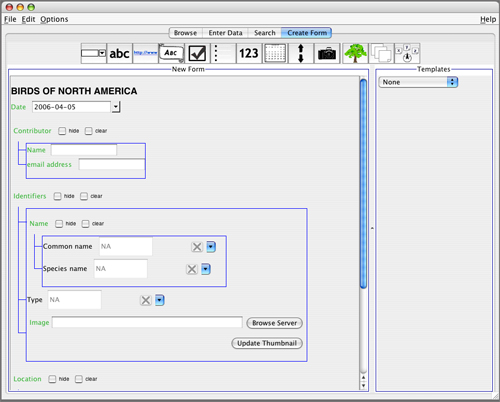 File Edit Options Help
Browse Enter Data Search Create Form
abc http://www Abc 123
New Form
Templates
BIRDS OF NORTH AMERICA
None
Date 2006-04-05
Contributor hide clear
Name
email address
Identifiers hide clear
Name hide clear
Common name NA
Species name NA
Type NA
Image Browse Server
Update Thumbnail
Location hide clear